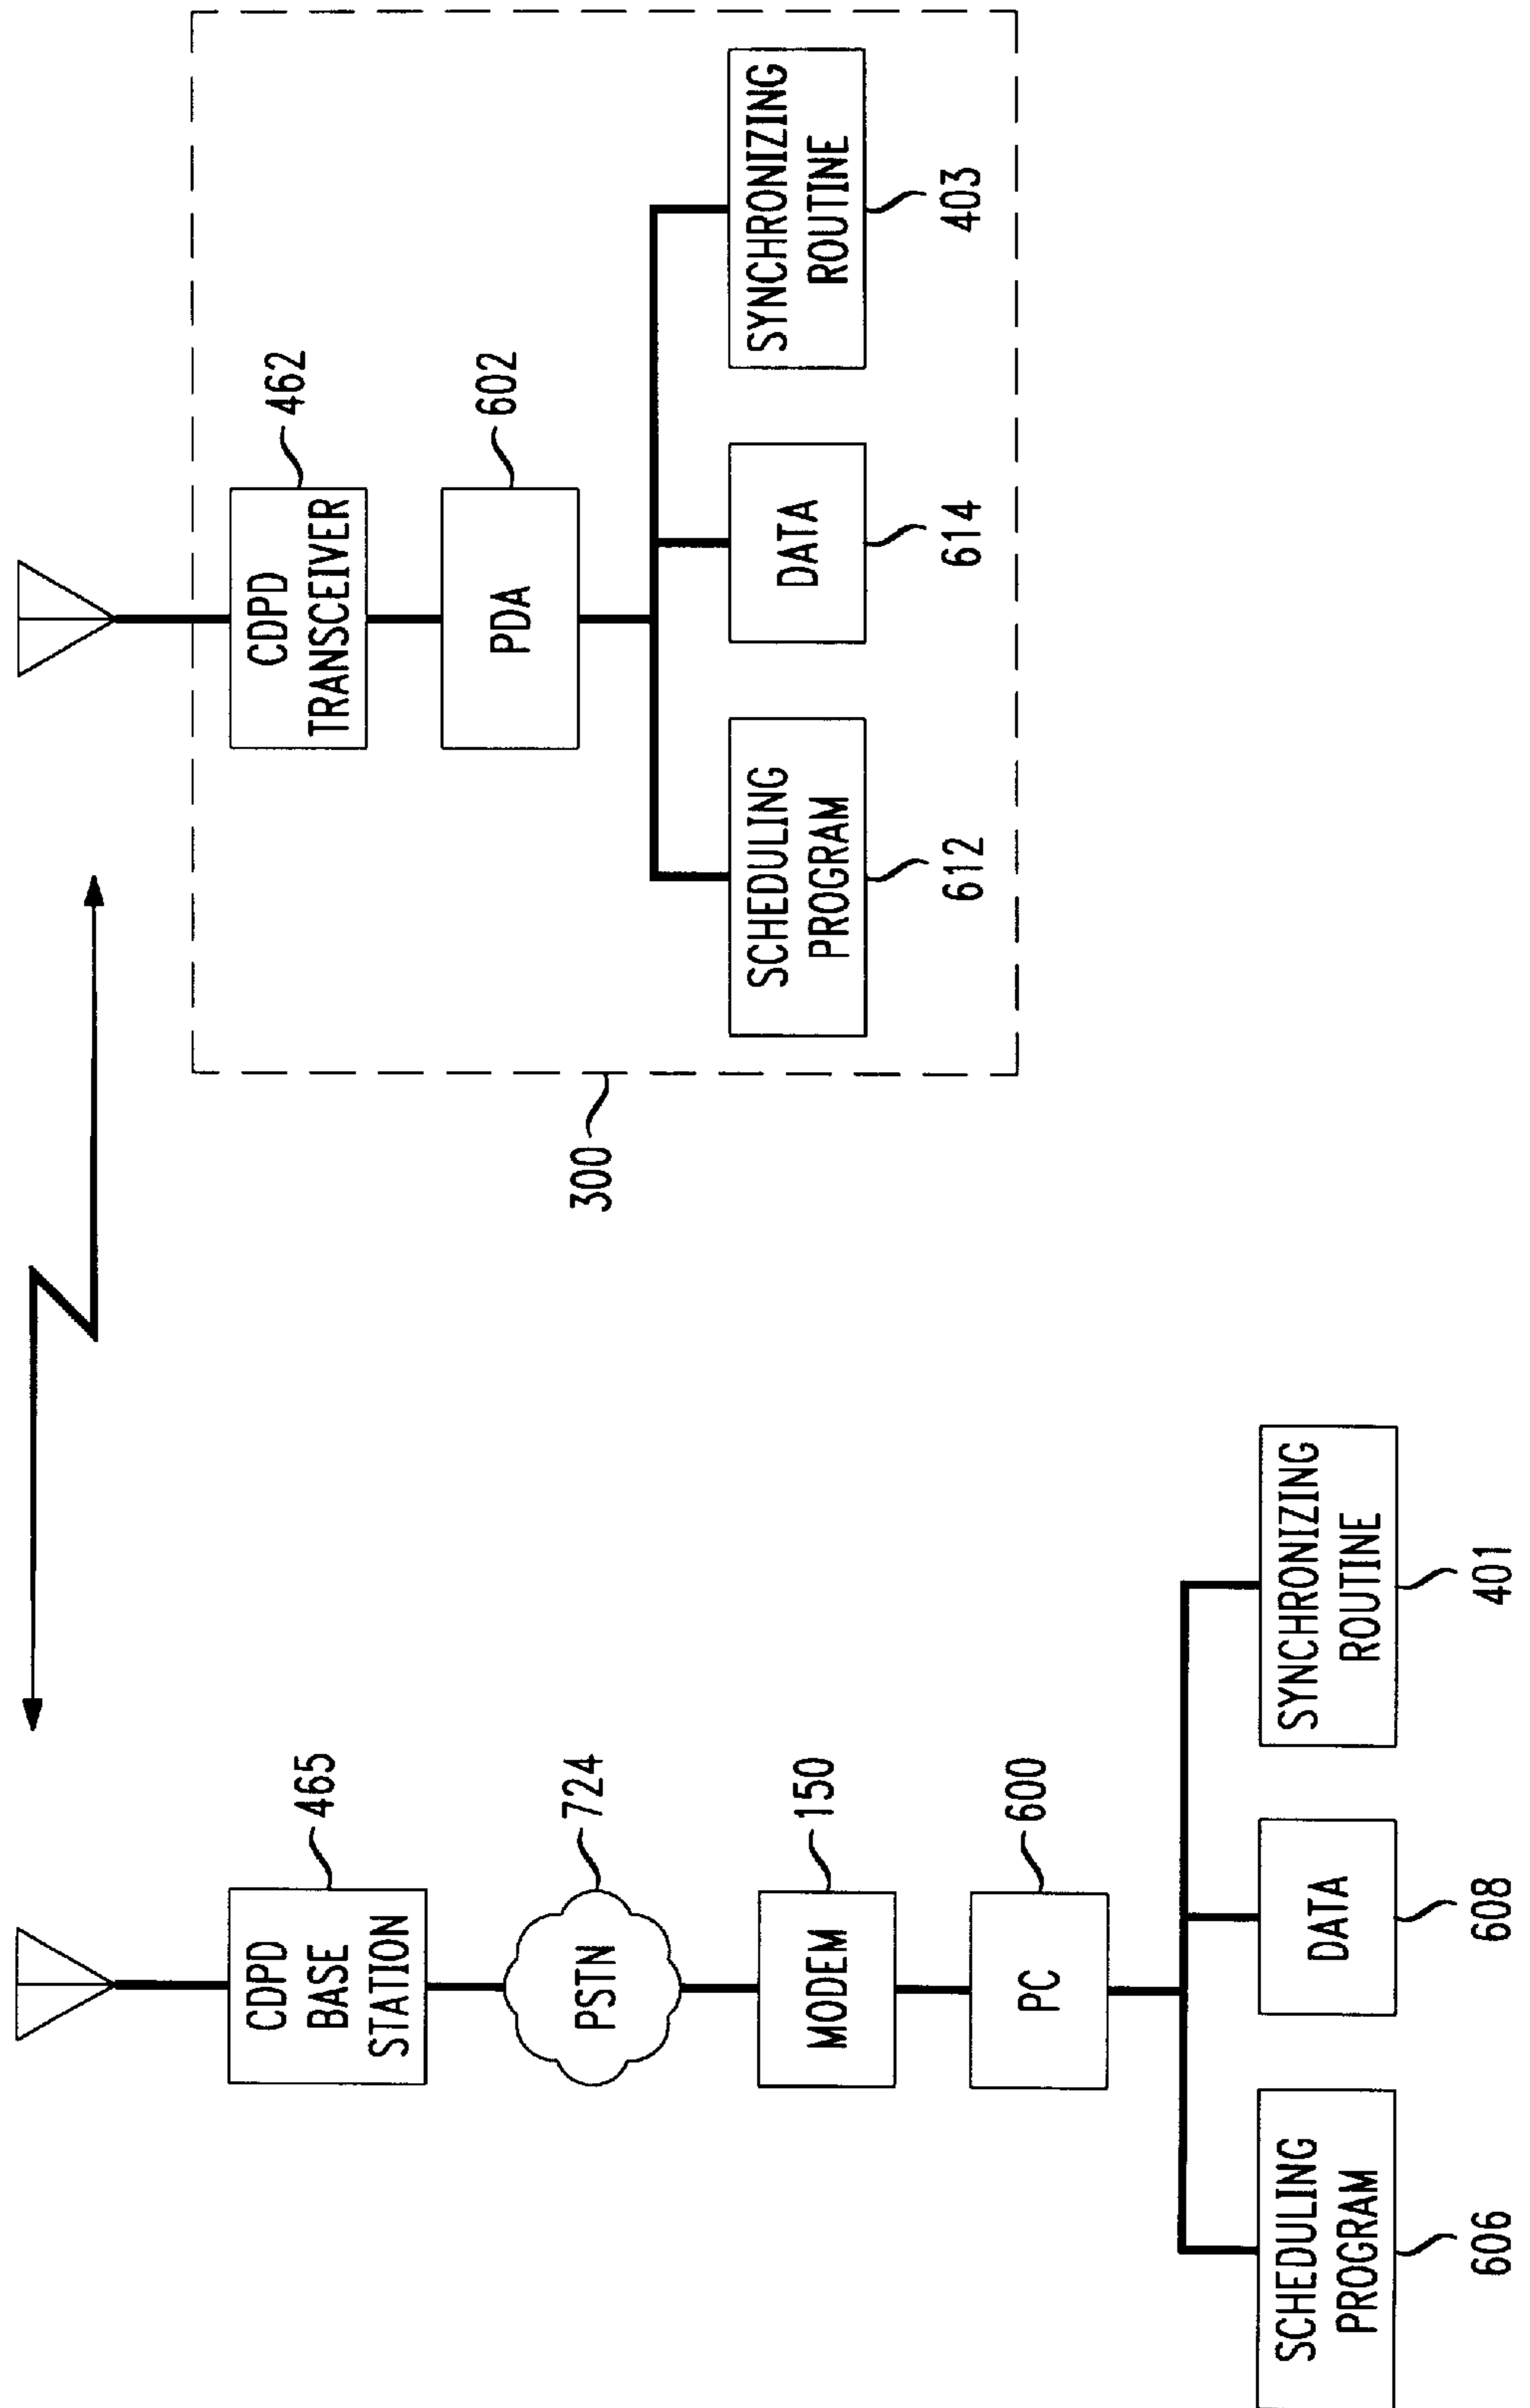 CDPD
BASE
STATION
465
PSTN
724
MODEM
150
PC
600
SCHEDULING
PROGRAM
606
DATA
608
SYNCHRONIZING
ROUTINE
401
300
CDPD
TRANSCEIVER
462
PDA
602
SCHEDULING
PROGRAM
612
DATA
614
SYNCHRONIZING
ROUTINE
403